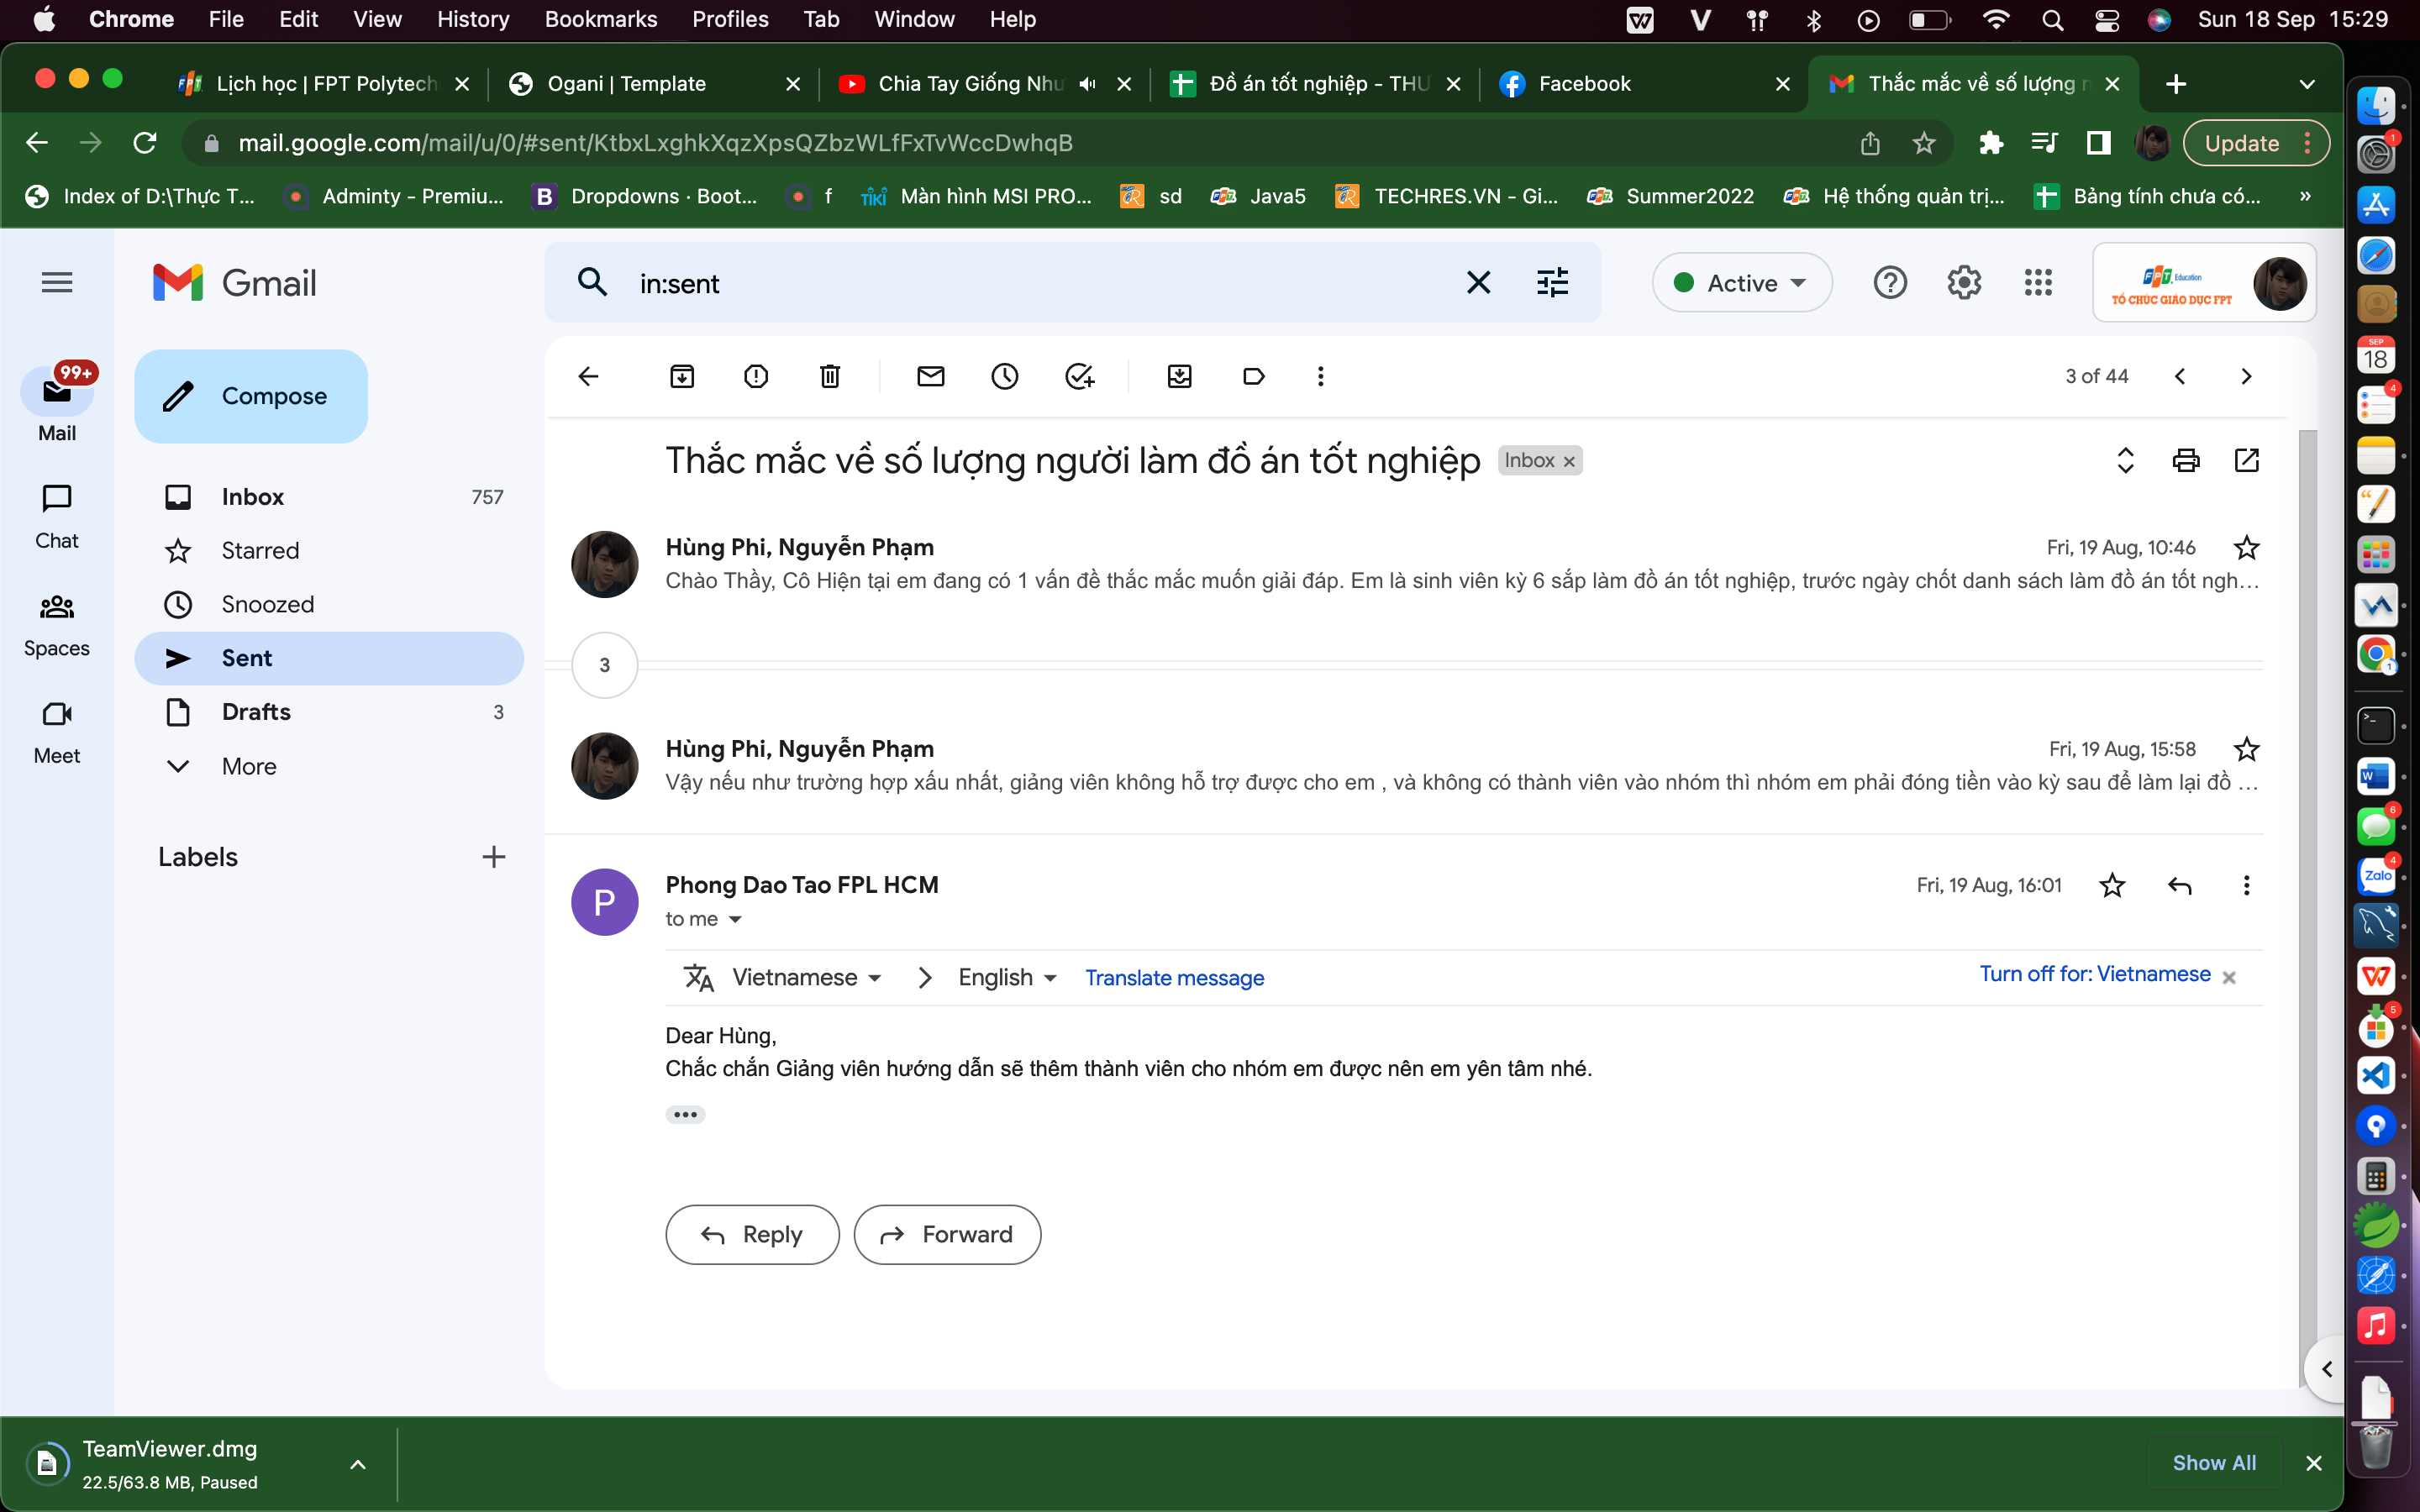 Chrome File Edit View History Bookmarks Profiles Tab Window Help Sun 18 Sep 15:29
Lịch học | FPT Polytech Ogani | Template Chia Tay Giống Như Đồ án tốt nghiệp - THU Facebook Thắc mắc về số lượng n
mail.google.com/mail/u/0/#sent/KtbxLxghkXqzXpsQZbzWLfFxTvWccDwhqB Update
Index of D:\Thực T... Adminty - Premiu... B Dropdowns · Boot... f TIKI Màn hình MSI PRO... sd Java5 TECHRES.VN - Gi... Summer2022 Hệ thống quản trị... Bảng tính chưa có... »
Gmail in:sent Active FPT Education
TỔ CHỨC GIÁO DỤC FPT
99+
Mail
Chat
Spaces
Meet
Compose
Inbox 757
Starred
Snoozed
Sent
Drafts 3
More
Labels
3 of 44
Thắc mắc về số lượng người làm đồ án tốt nghiệp Inbox ×
Hùng Phi, Nguyễn Phạm Fri, 19 Aug, 10:46
Chào Thầy, Cô Hiện tại em đang có 1 vấn đề thắc mắc muốn giải đáp. Em là sinh viên kỳ 6 sắp làm đồ án tốt nghiệp, trước ngày chốt danh sách làm đồ án tốt ngh...
3
Hùng Phi, Nguyễn Phạm Fri, 19 Aug, 15:58
Vậy nếu như trường hợp xấu nhất, giảng viên không hỗ trợ được cho em , và không có thành viên vào nhóm thì nhóm em phải đóng tiền vào kỳ sau để làm lại đồ ...
P
Phong Dao Tao FPL HCM Fri, 19 Aug, 16:01
to me
Vietnamese English Translate message Turn off for: Vietnamese ×
Dear Hùng,
Chắc chắn Giảng viên hướng dẫn sẽ thêm thành viên cho nhóm em được nên em yên tâm nhé.
Reply Forward
TeamViewer.dmg
22.5/63.8 MB, Paused
Show All
1
SEP
18
4
1
W
6
4
Zalo
5